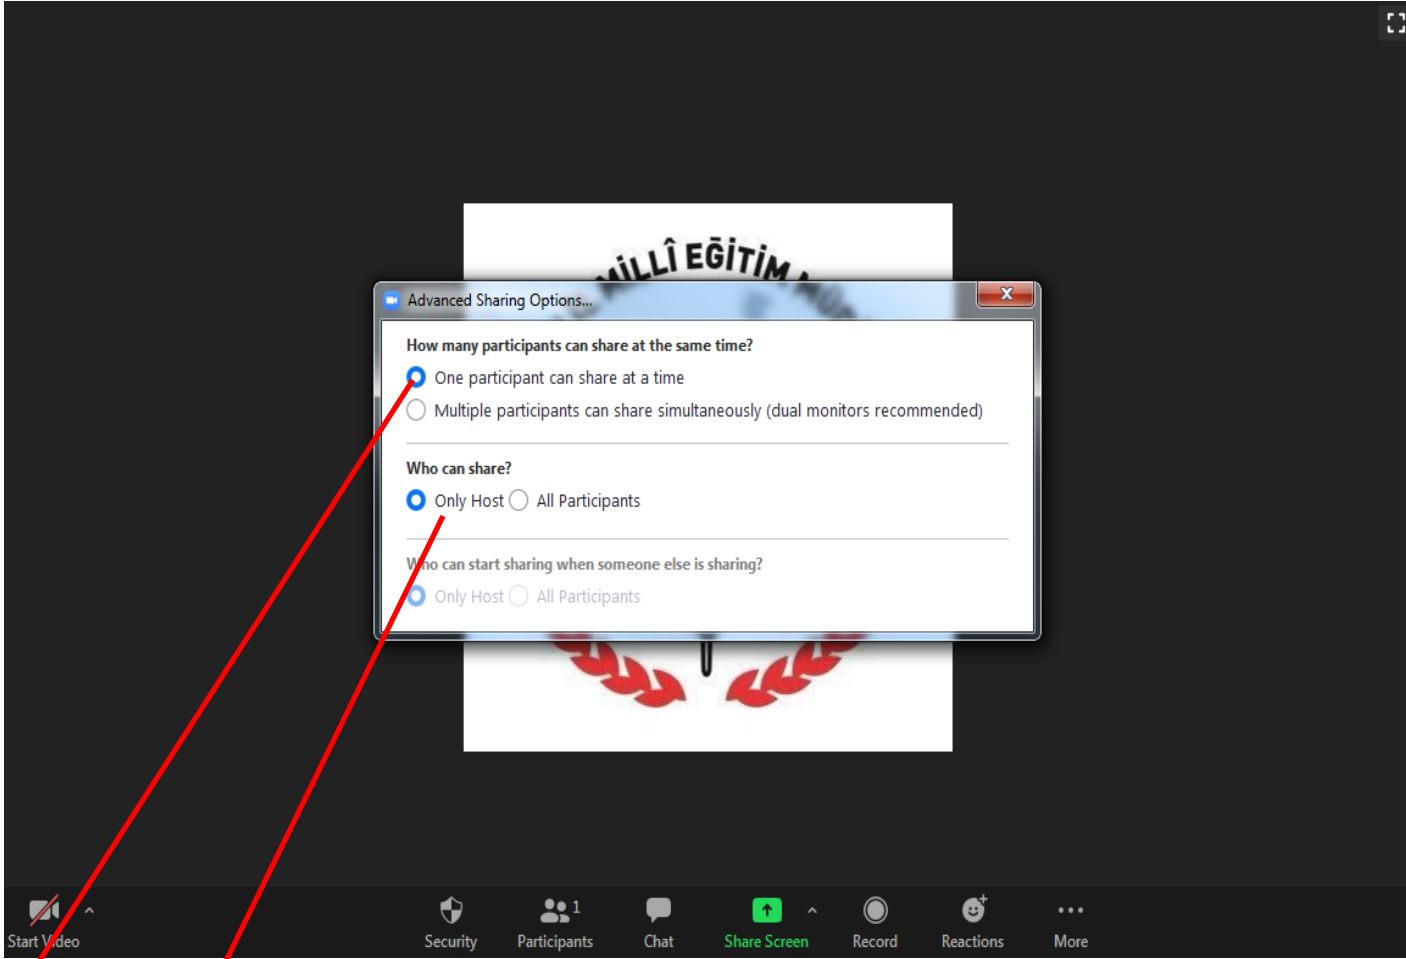 MİLLÎ EĞİTİM
Advanced Sharing Options...
X
How many participants can share at the same time?
One participant can share at a time
Multiple participants can share simultaneously (dual monitors recommended)
Who can share?
Only Host All Participants
Who can start sharing when someone else is sharing?
Only Host All Participants
1
Start Video Security Participants Chat Share Screen Record Reactions More